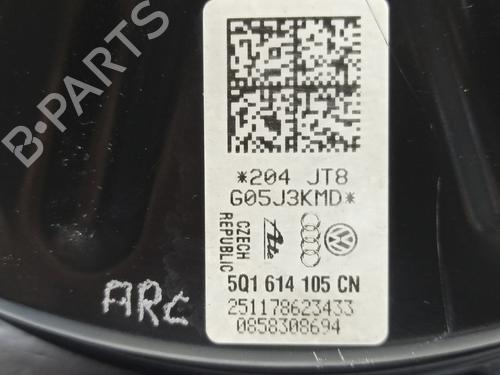 B-PARTS
*204 JT8
G05J3KMD*
CZECH
REPUBLIC
Ate
5Q1 614 105 CN
251178623433
0858308694
ARC